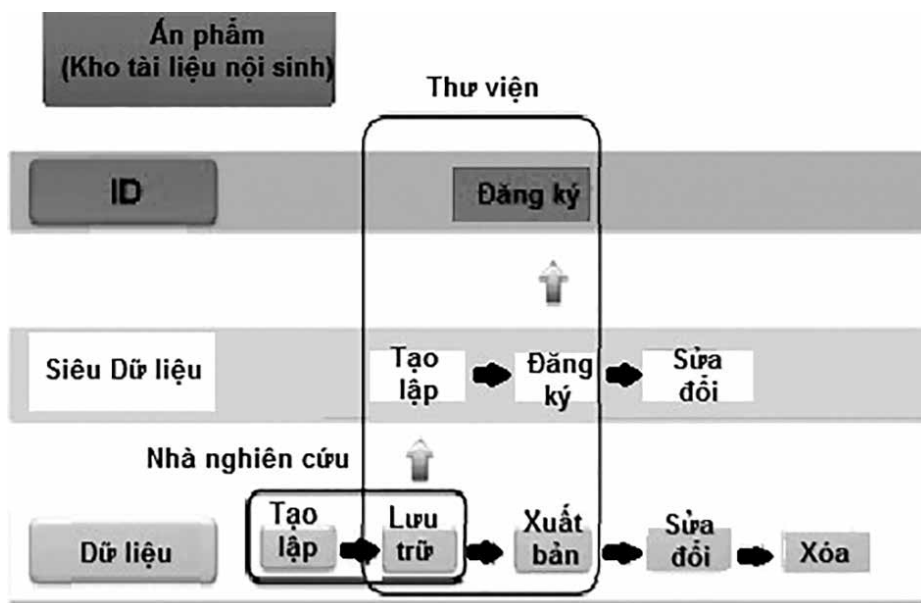 Ấn phẩm
(Kho tài liệu nội sinh)
Thư viện
ID
Đăng ký
Siêu Dữ liệu
Tạo
lập
Đăng
ký
Sửa
đổi
Nhà nghiên cứu
Dữ liệu
Tạo
lập
Lưu
trữ
Xuất
bản
Sửa
đổi
Xóa